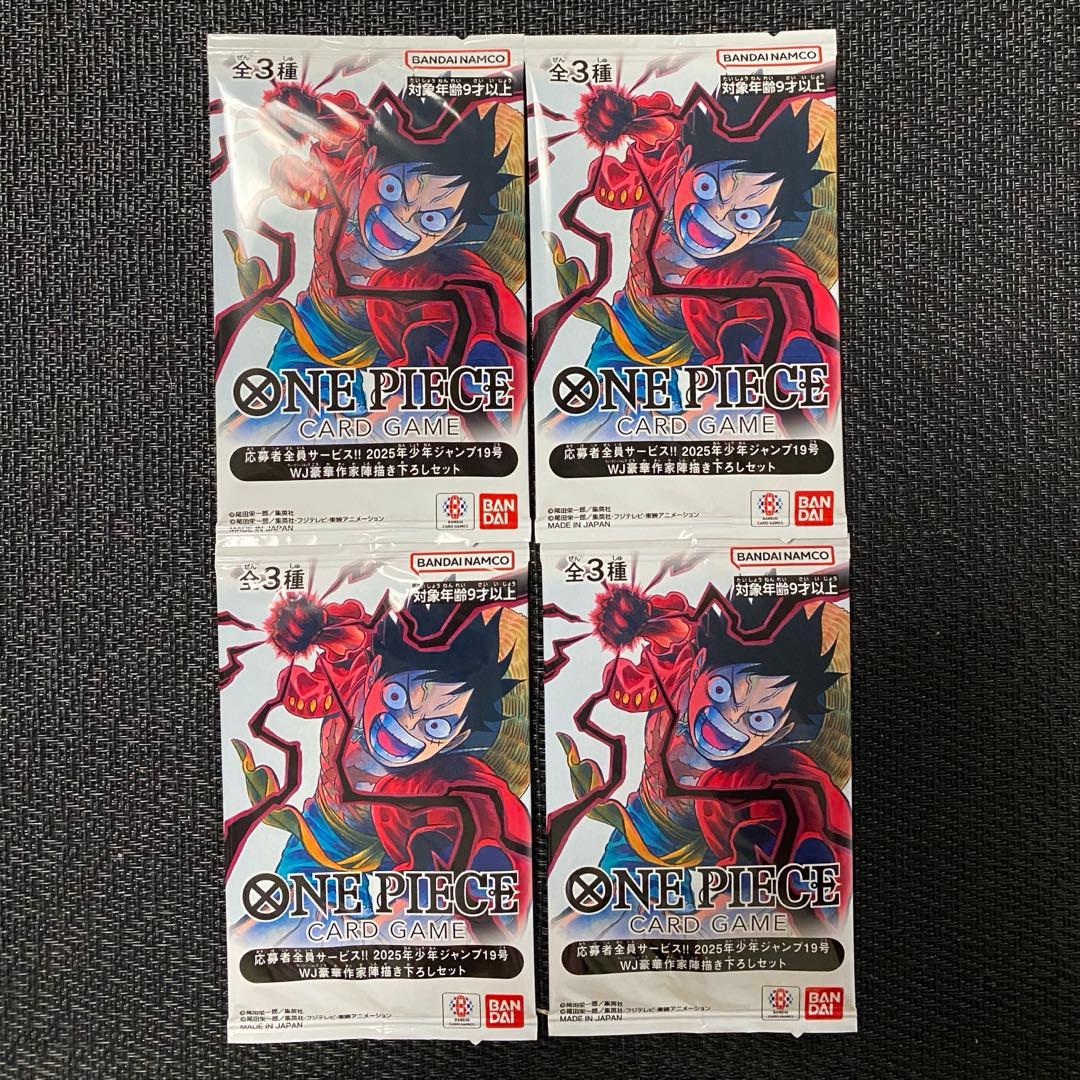 全3種
BANDAI NAMCO
対象年齢9才以上
ONE PIECE
CARD GAME
応募者全員サービス!! 2025年少年ジャンプ19号
WJ豪華作家陣描き下ろしセット
©尾田栄一郎/集英社
©尾田栄一郎/集英社・フジテレビ・東映アニメーション
MADE IN JAPAN
BANDAI
CARD GAMES
BAN
DAI
全3種
BANDAI NAMCO
対象年齢9才以上
ONE PIECE
CARD GAME
応募者全員サービス!! 2025年少年ジャンプ19号
WJ豪華作家陣描き下ろしセット
©尾田栄一郎/集英社
©尾田栄一郎/集英社・フジテレビ・東映アニメーション
MADE IN JAPAN
BANDAI
CARD GAMES
BAN
DAI
全3種
BANDAI NAMCO
対象年齢9才以上
ONE PIECE
CARD GAME
応募者全員サービス!! 2025年少年ジャンプ19号
WJ豪華作家陣描き下ろしセット
©尾田栄一郎/集英社
©尾田栄一郎/集英社・フジテレビ・東映アニメーション
MADE IN JAPAN
BANDAI
CARD GAMES
BAN
DAI
全3種
BANDAI NAMCO
対象年齢9才以上
ONE PIECE
CARD GAME
応募者全員サービス!! 2025年少年ジャンプ19号
WJ豪華作家陣描き下ろしセット
©尾田栄一郎/集英社
©尾田栄一郎/集英社・フジテレビ・東映アニメーション
MADE IN JAPAN
BANDAI
CARD GAMES
BAN
DAI